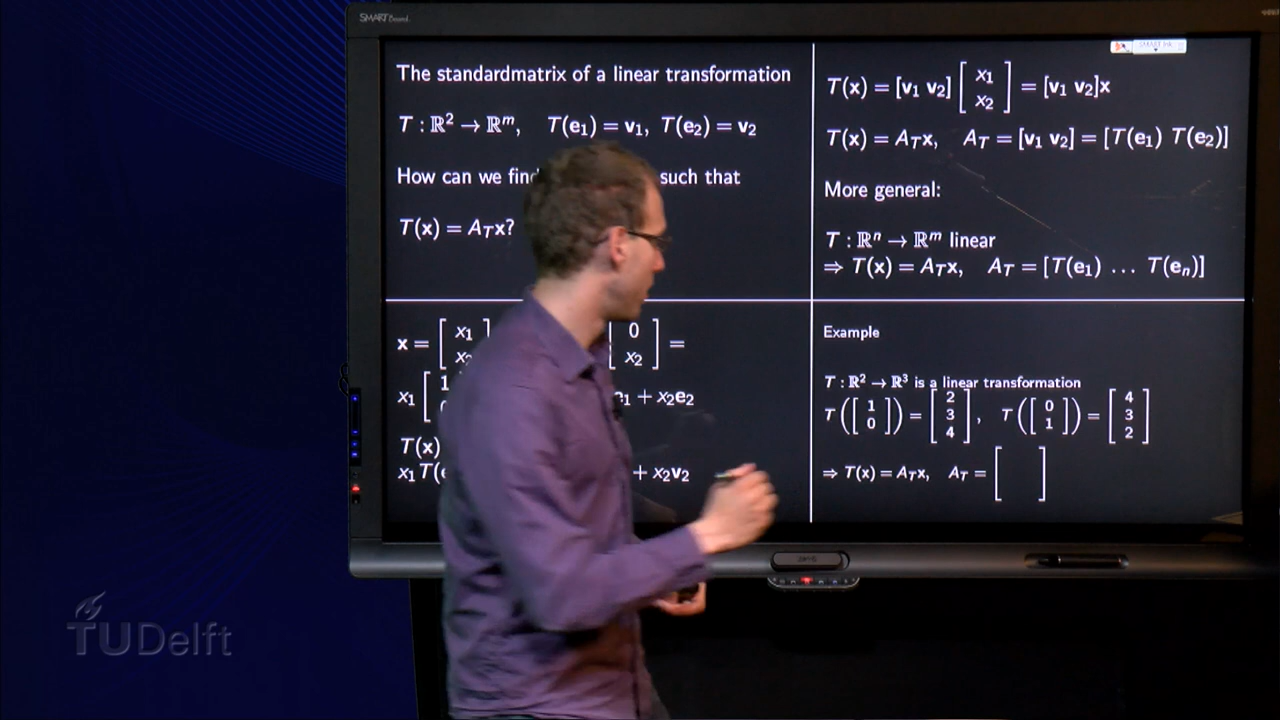 SMART Board
The standardmatrix of a linear transformation
T : ℝ² → ℝᵐ, T(e₁) = v₁, T(e₂) = v₂
How can we find such that
T(x) = A_T x?
T(x) = [v₁ v₂] [x₁ x₂] = [v₁ v₂]x
T(x) = A_T x, A_T = [v₁ v₂] = [T(e₁) T(e₂)]
More general:
T : ℝⁿ → ℝᵐ linear
⇒ T(x) = A_T x, A_T = [T(e₁) … T(eₙ)]
x = [x₁ x₂ [0 x₂] =
x₁ [1 e₁ + x₂e₂
T(x)
x₁T(e + x₂v₂
Example
T : ℝ² → ℝ³ is a linear transformation
T([1 0]) = [2 3 4], T([0 1]) = [4 3 2]
⇒ T(x) = A_T x, A_T = [ ]
TUDelft